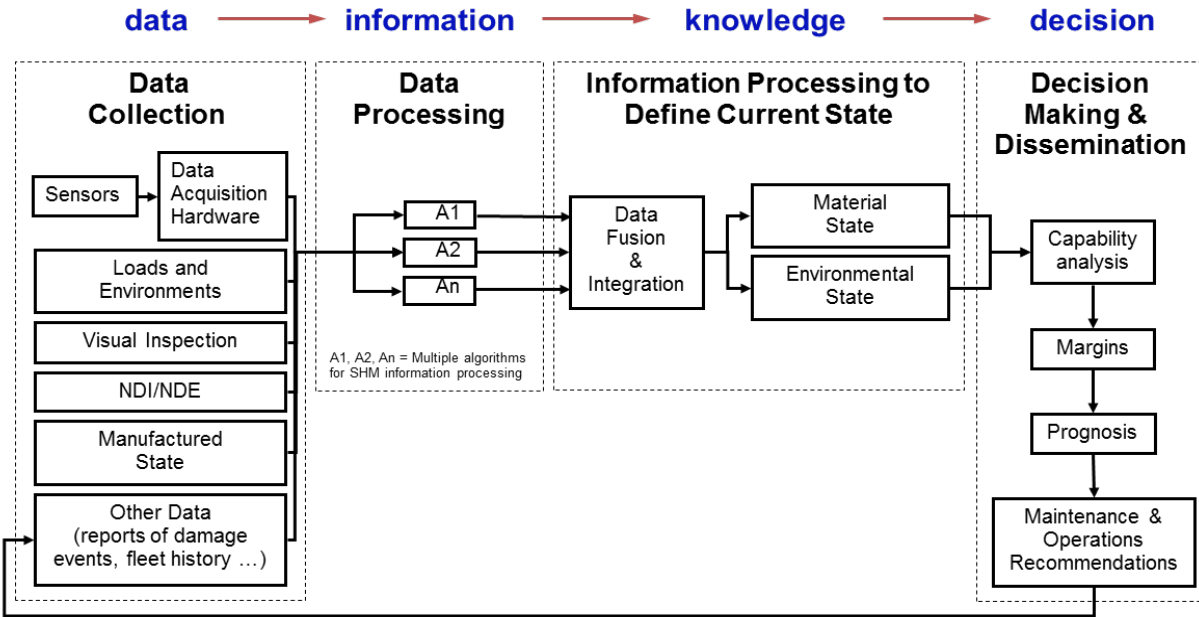 data
information
knowledge
decision
Data
Collection
Sensors
Data
Acquisition
Hardware
Loads and
Environments
Visual Inspection
NDI/NDE
Manufactured
State
Other Data
(reports of damage
events, fleet history …)
Data
Processing
A1
A2
An
A1, A2, An = Multiple algorithms
for SHM information processing
Information Processing to
Define Current State
Data
Fusion
&
Integration
Material
State
Environmental
State
Decision
Making &
Dissemination
Capability
analysis
Margins
Prognosis
Maintenance &
Operations
Recommendations